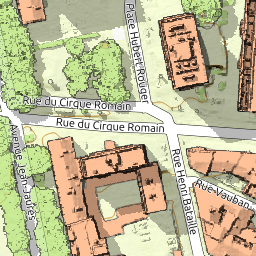 Place Hubert Rouger
Rue du Cirque Romain
Rue du Cirque Romain
Avenue Jean Jaurès
Rue Henri Bataille
Rue Vauban